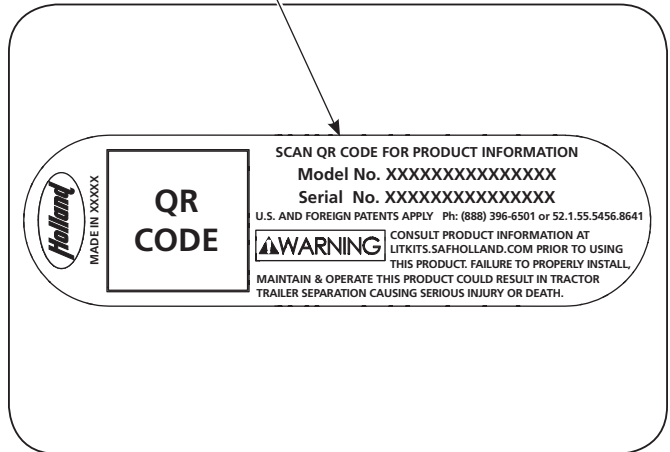 Holland
MADE IN XXXXX
QR
CODE
SCAN QR CODE FOR PRODUCT INFORMATION
Model No. XXXXXXXXXXXXXXX
Serial No. XXXXXXXXXXXXXXX
U.S. AND FOREIGN PATENTS APPLY Ph: (888) 396-6501 or 52.1.55.5456.8641
WARNING
CONSULT PRODUCT INFORMATION AT
LITKITS.SAFHOLLAND.COM PRIOR TO USING
THIS PRODUCT. FAILURE TO PROPERLY INSTALL,
MAINTAIN & OPERATE THIS PRODUCT COULD RESULT IN TRACTOR
TRAILER SEPARATION CAUSING SERIOUS INJURY OR DEATH.